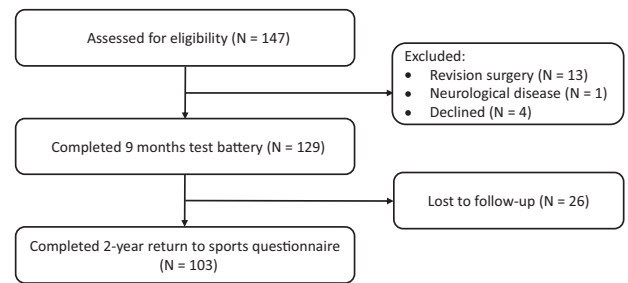 Assessed for eligibility (N = 147)
Excluded:
• Revision surgery (N = 13)
• Neurological disease (N = 1)
• Declined (N = 4)
Completed 9 months test battery (N = 129)
Lost to follow-up (N = 26)
Completed 2-year return to sports questionnaire
(N = 103)